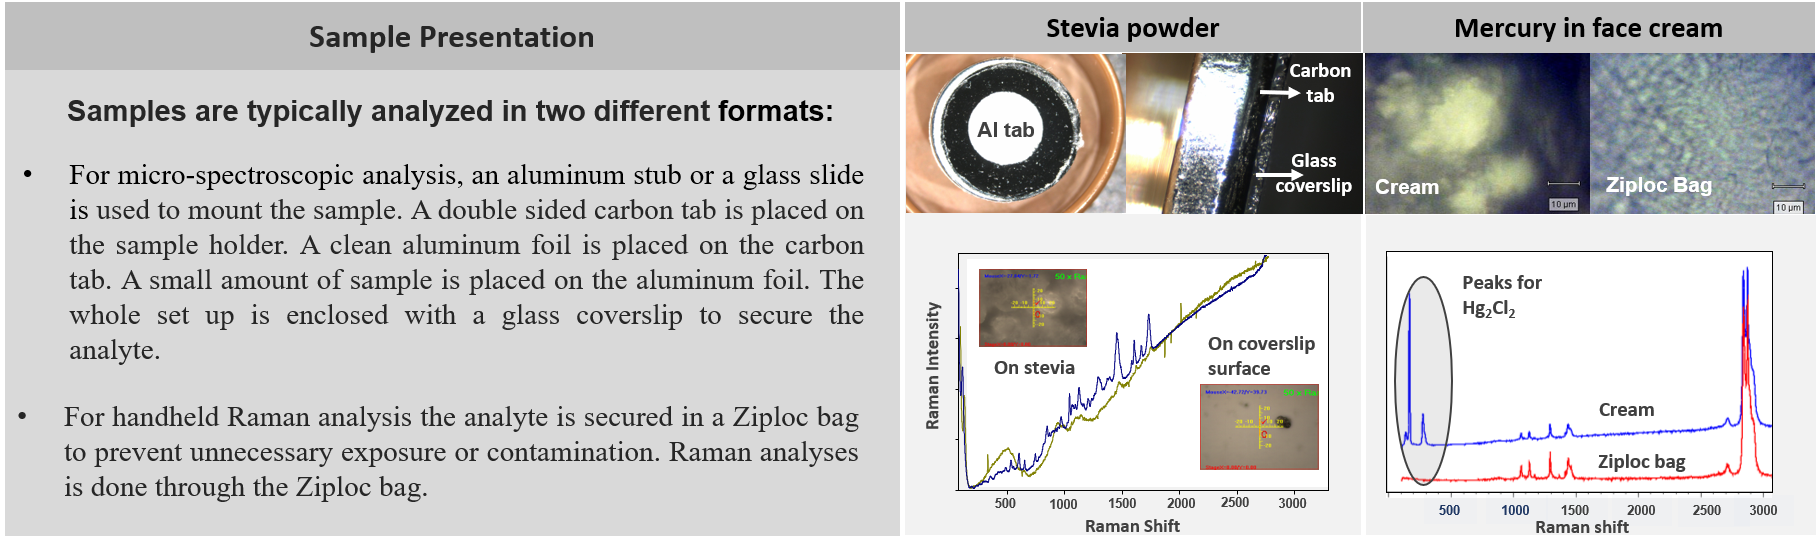 Sample Presentation
Samples are typically analyzed in two different formats:
• For micro-spectroscopic analysis, an aluminum stub or a glass slide
is used to mount the sample. A double sided carbon tab is placed on
the sample holder. A clean aluminum foil is placed on the carbon
tab. A small amount of sample is placed on the aluminum foil. The
whole set up is enclosed with a glass coverslip to secure the
analyte.
• For handheld Raman analysis the analyte is secured in a Ziploc bag
to prevent unnecessary exposure or contamination. Raman analyses
is done through the Ziploc bag.
Stevia powder
Al tab
Carbon
tab
Glass
coverslip
50 x Ra
On stevia
On coverslip
surface
50 x Ra
Raman Intensity
500 1000 1500 2000 2500 3000
Raman Shift
Mercury in face cream
Cream
10 µm
Ziploc Bag
10 µm
Peaks for
Hg₂Cl₂
Cream
Ziploc bag
500 1000 1500 2000 2500 3000
Raman shift